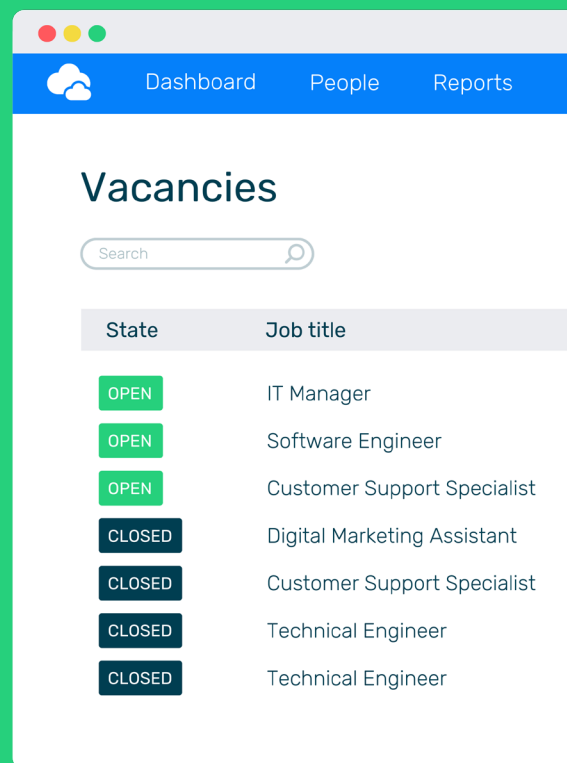 Dashboard People Reports
Vacancies
Search
State Job title
OPEN IT Manager
OPEN Software Engineer
OPEN Customer Support Specialist
CLOSED Digital Marketing Assistant
CLOSED Customer Support Specialist
CLOSED Technical Engineer
CLOSED Technical Engineer